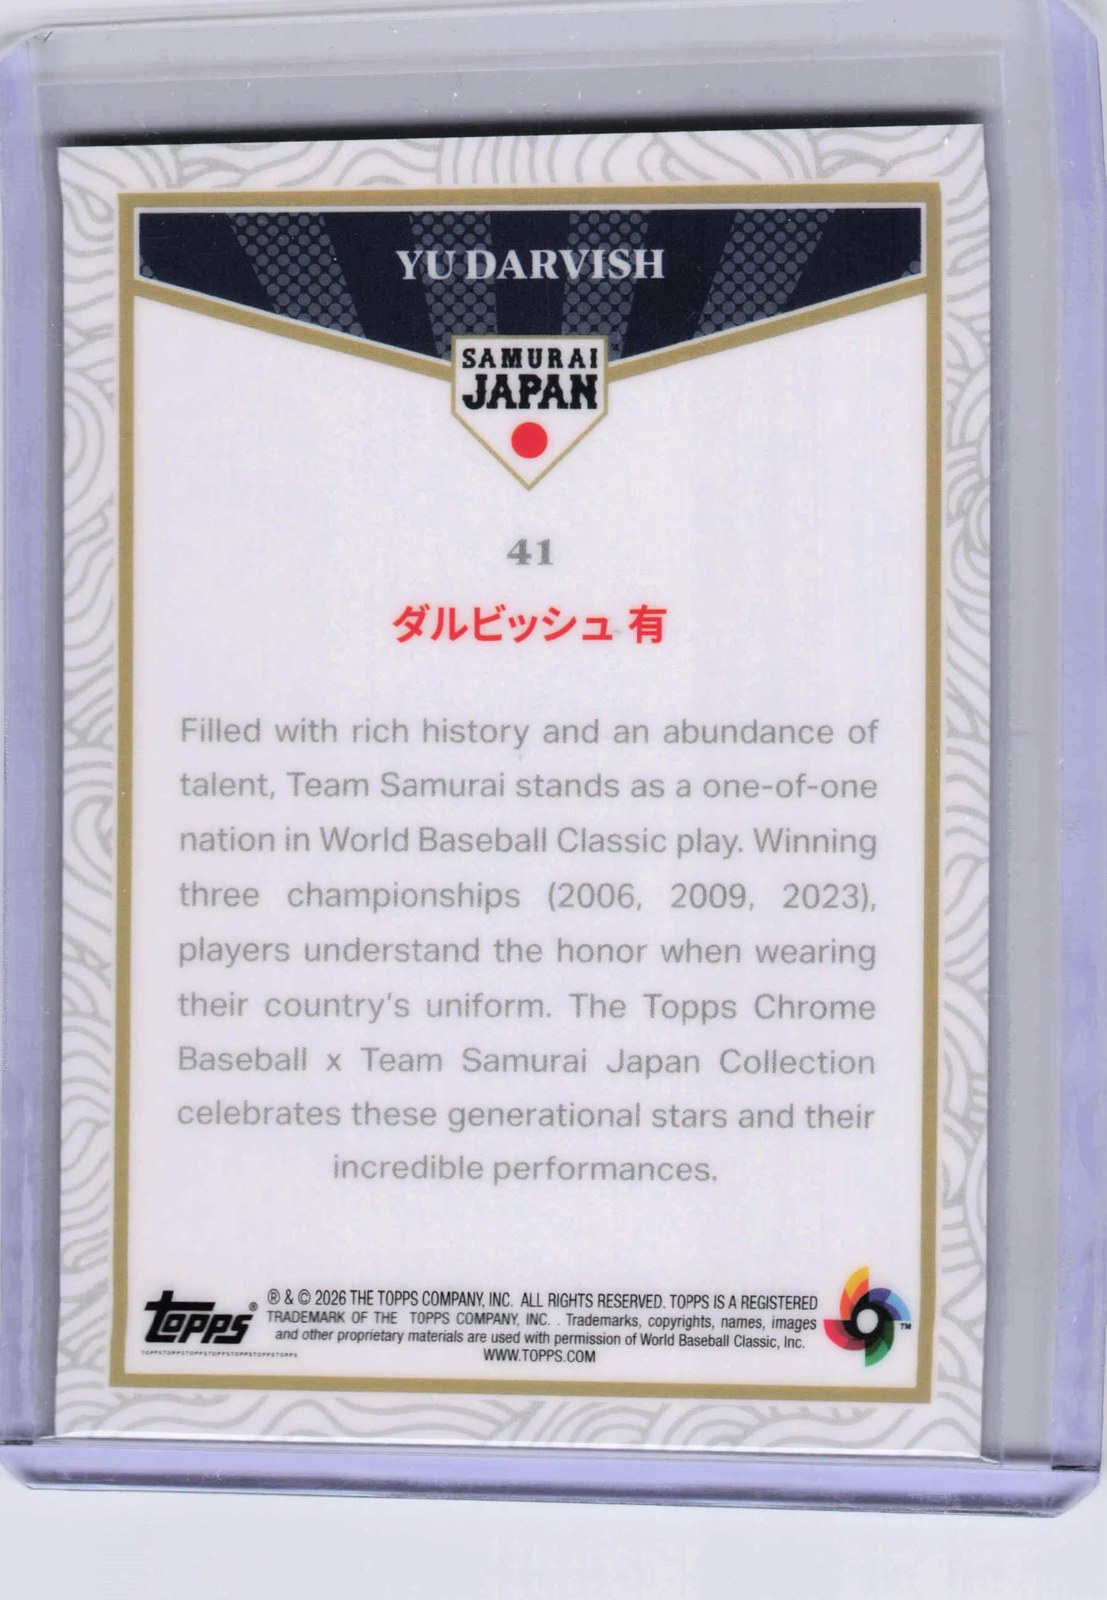 YU DARVISH
SAMURAI
JAPAN
41
ダルビッシュ 有
Filled with rich history and an abundance of
talent, Team Samurai stands as a one-of-one
nation in World Baseball Classic play. Winning
three championships (2006, 2009, 2023),
players understand the honor when wearing
their country's uniform. The Topps Chrome
Baseball x Team Samurai Japan Collection
celebrates these generational stars and their
incredible performances.
topps®
TOPPSTOPPSTOPPSTOPPSTOPPSTOPPSTOPPS
® & © 2026 THE TOPPS COMPANY, INC. ALL RIGHTS RESERVED. TOPPS IS A REGISTERED
TRADEMARK OF THE TOPPS COMPANY, INC. . Trademarks, copyrights, names, images
and other proprietary materials are used with permission of World Baseball Classic, Inc.
WWW.TOPPS.COM
TM